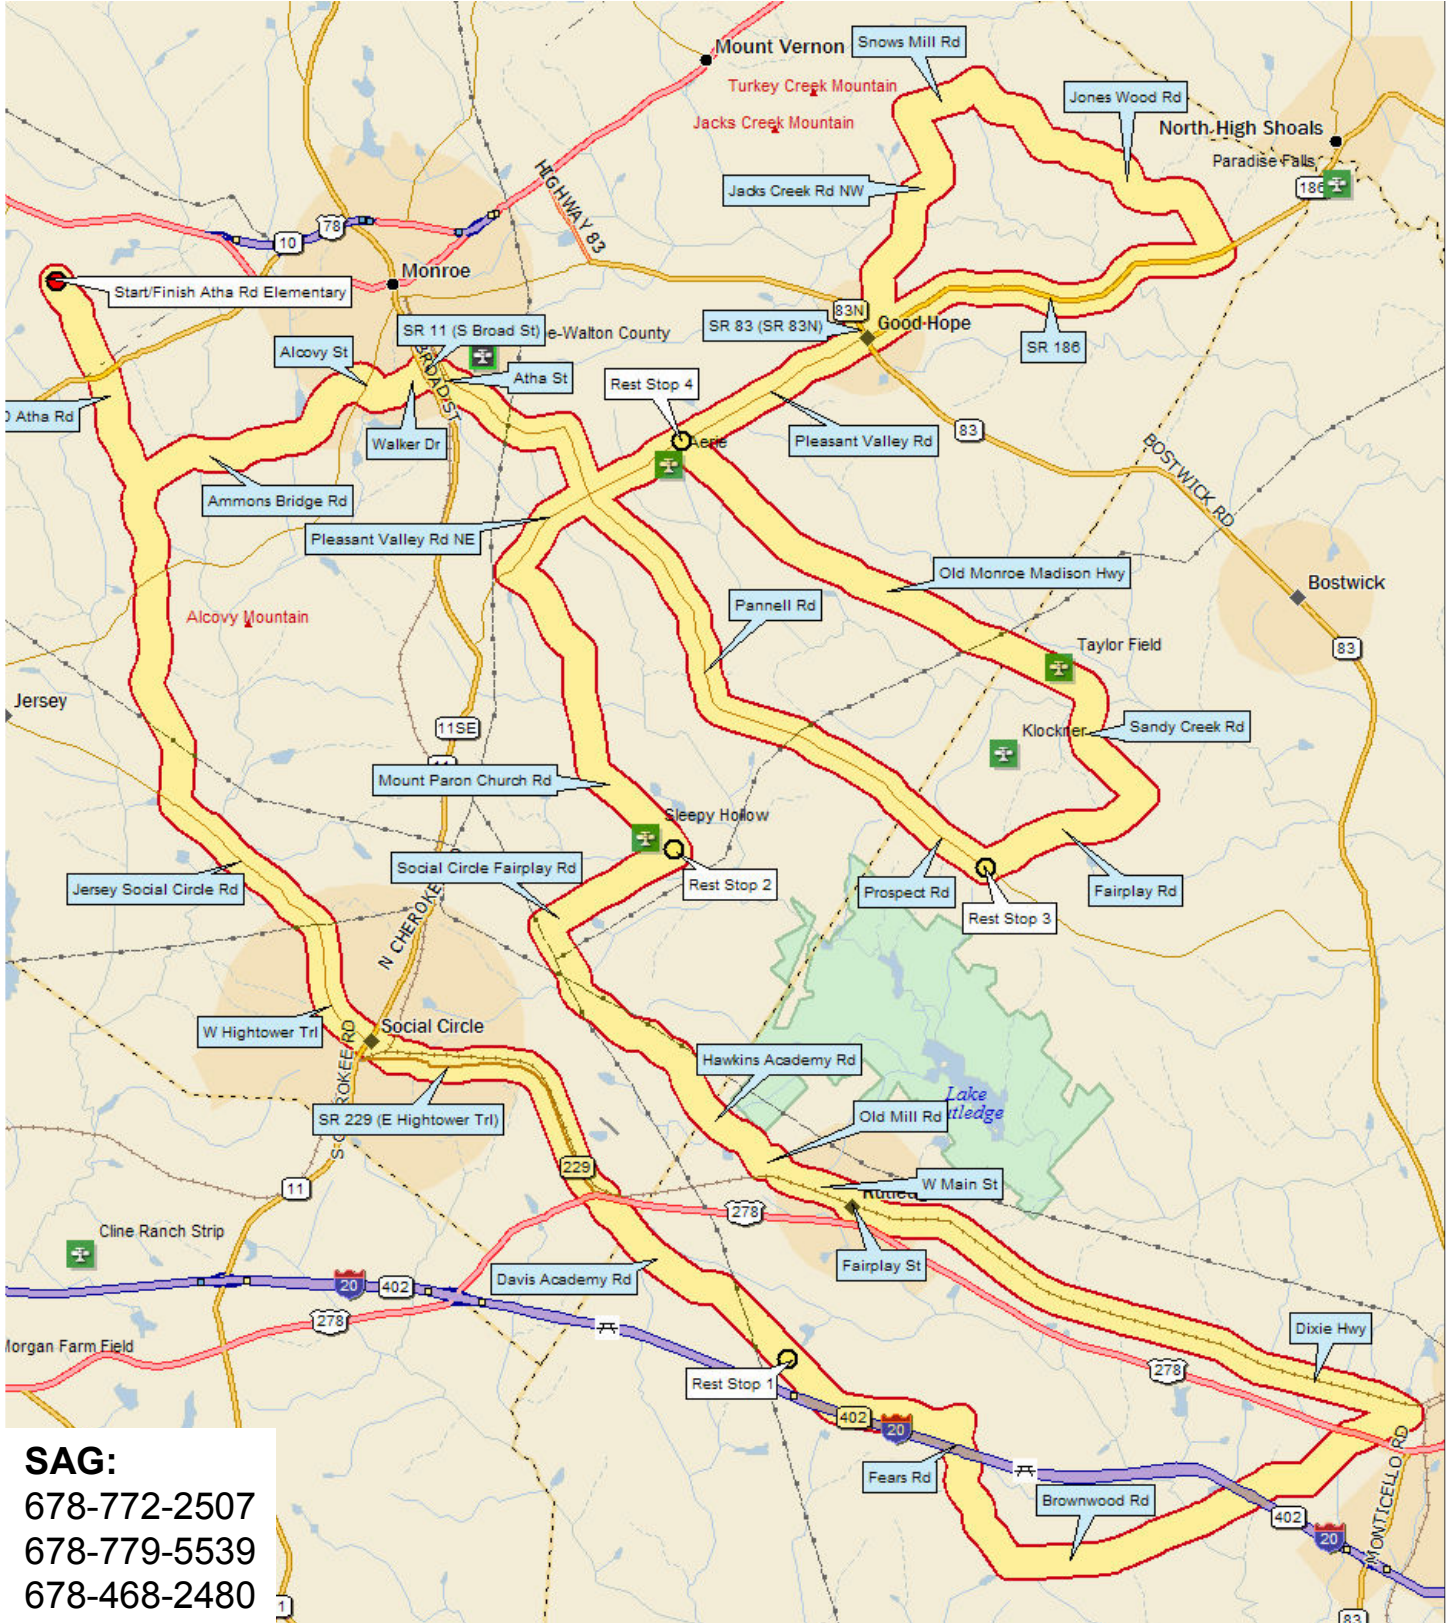 Mount Vernon
Snows Mill Rd
Turkey Creek Mountain
Jones Wood Rd
Jacks Creek Mountain
North High Shoals
Paradise Falls
HIGHWAY 83
Jacks Creek Rd NW
186
78
10
Monroe
Start/Finish Atha Rd Elementary
83N
Good Hope
SR 11 (S Broad St)
e-Walton County
SR 83 (SR 83N)
SR 186
Alcovy St
BROAD ST
Atha St
Rest Stop 4
Atha Rd
Walker Dr
Aerie
Pleasant Valley Rd
83
BOSTWICK RD
Ammons Bridge Rd
Pleasant Valley Rd NE
Old Monroe Madison Hwy
Bostwick
Pannell Rd
Alcovy Mountain
Taylor Field
83
Jersey
11SE
Klockner
Sandy Creek Rd
Mount Paron Church Rd
Sleepy Hollow
Social Circle Fairplay Rd
Jersey Social Circle Rd
Rest Stop 2
Prospect Rd
Fairplay Rd
Rest Stop 3
N CHEROKE
W Hightower Trl
Social Circle
S CHEROKEE RD
Hawkins Academy Rd
Lake
utledge
SR 229 (E Hightower Trl)
Old Mill Rd
229
11
W Main St
278
Cline Ranch Strip
Fairplay St
Davis Academy Rd
20
402
278
Dixie Hwy
Morgan Farm Field
278
Rest Stop 1
402
20
MONTICELLO RD
Fears Rd
Brownwood Rd
402
20
SAG:
678-772-2507
678-779-5539
678-468-2480
1
83